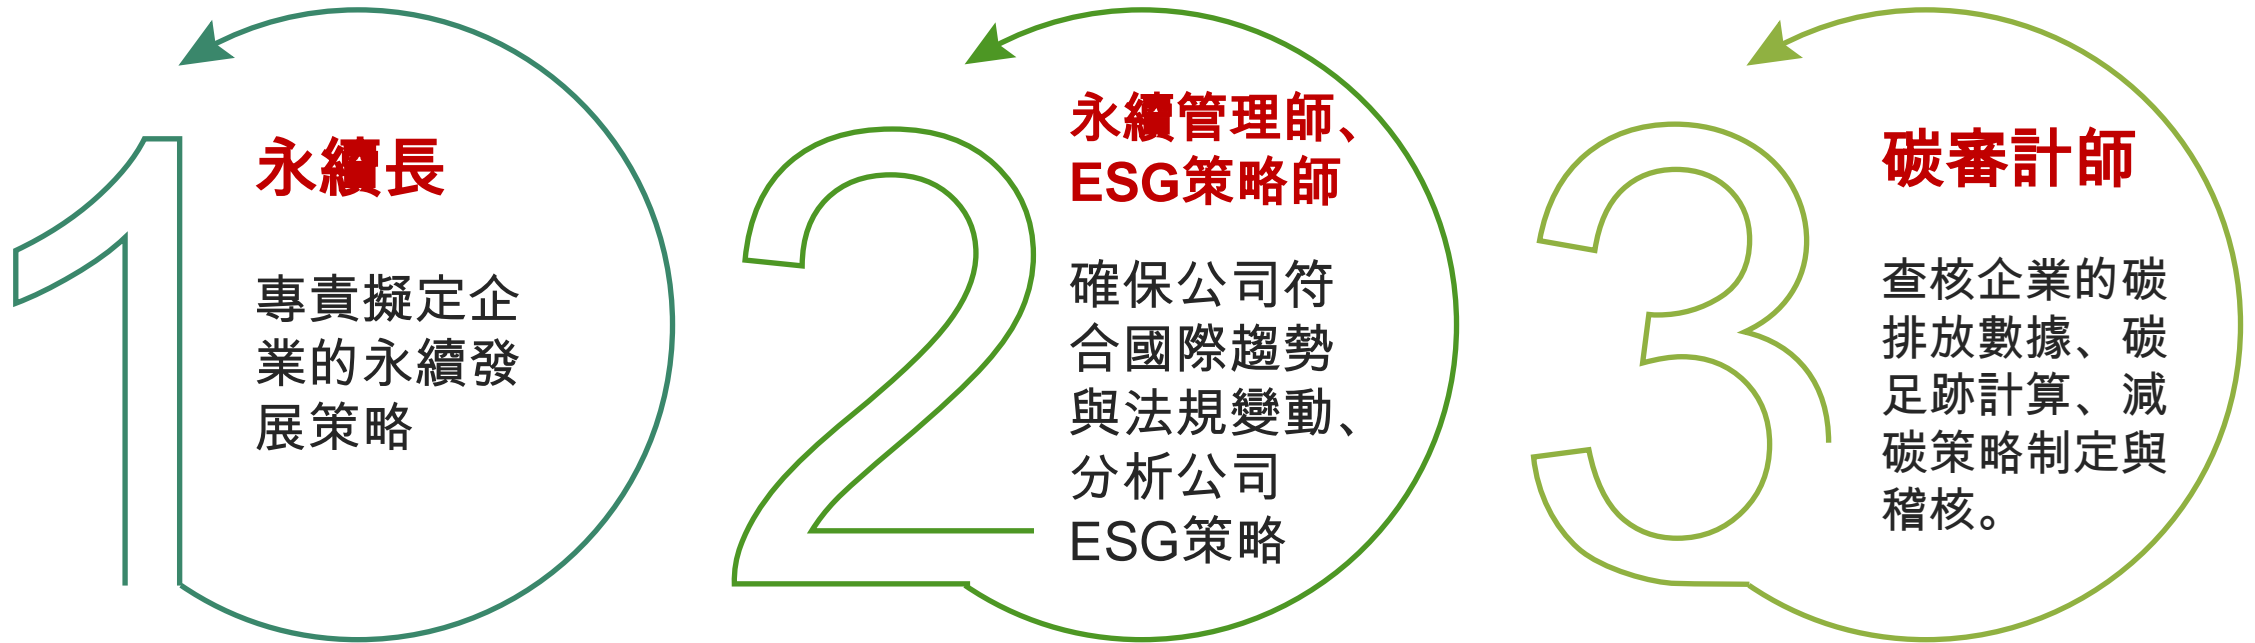 1
永續長
專責擬定企
業的永續發
展策略
2
永續管理師、
ESG策略師
確保公司符
合國際趨勢
與法規變動、
分析公司
ESG策略
3
碳審計師
查核企業的碳
排放數據、碳
足跡計算、減
碳策略制定與
稽核。